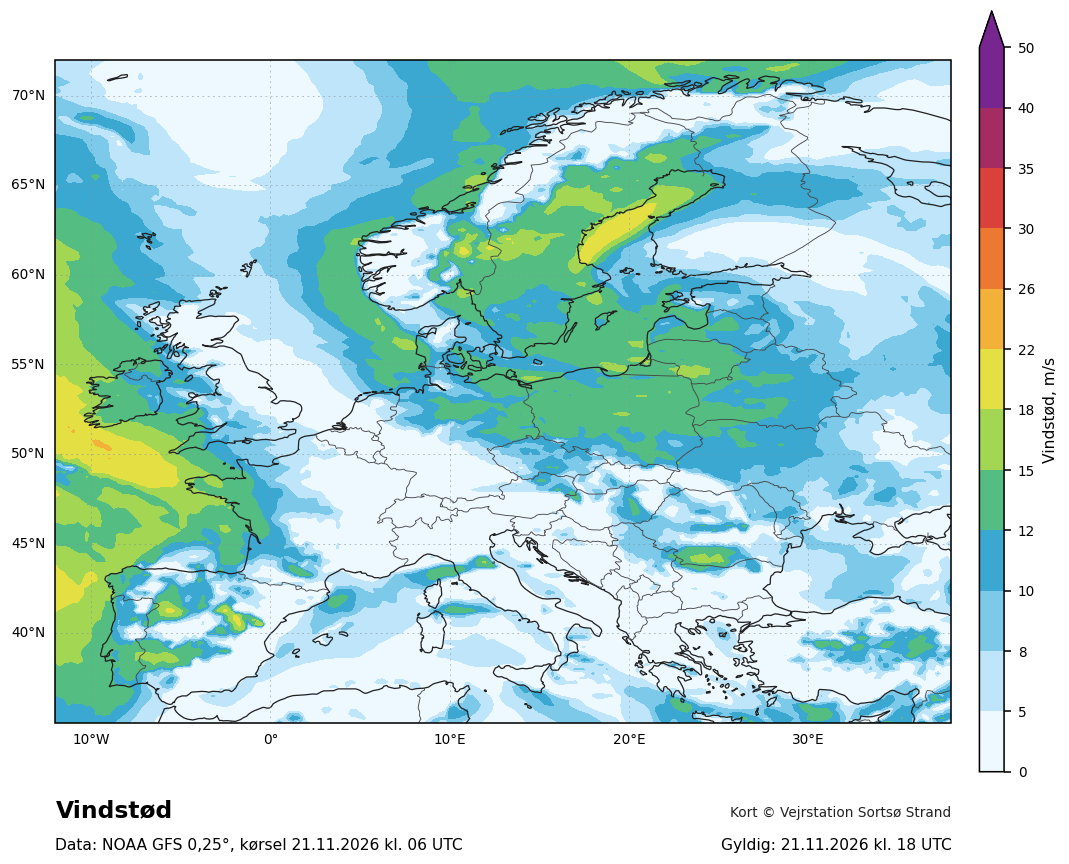 50
40
35
30
26
22
18
15
12
10
8
5
0
Vindstød, m/s
70°N
65°N
60°N
55°N
50°N
45°N
40°N
10°W
0°
10°E
20°E
30°E
Vindstød
Kort © Vejrstation Sortsø Strand
Data: NOAA GFS 0,25°, kørsel 21.11.2026 kl. 06 UTC
Gyldig: 21.11.2026 kl. 18 UTC